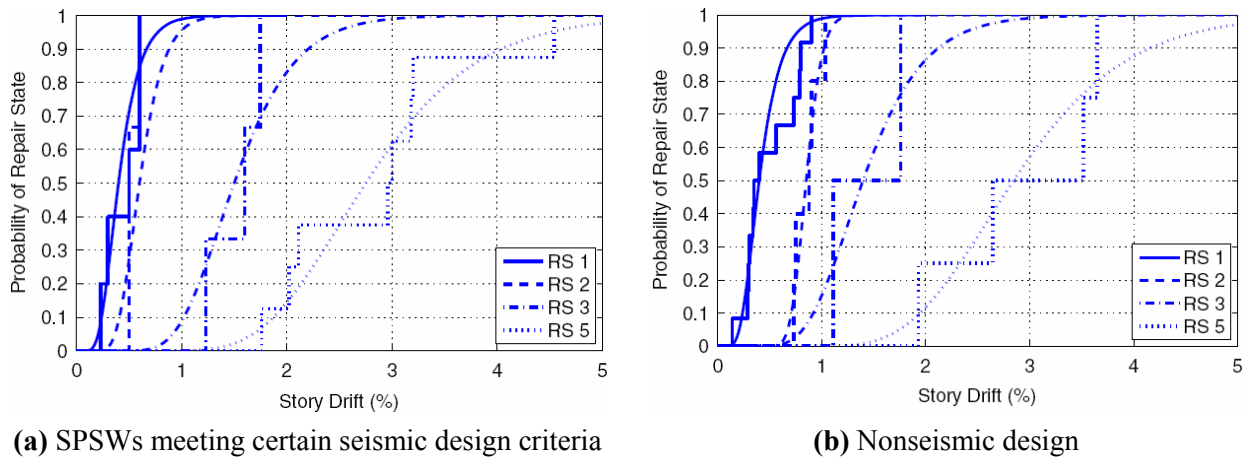 Probability of Repair State
1
0.9
0.8
0.7
0.6
0.5
0.4
0.3
0.2
0.1
0
0 1 2 3 4 5
Story Drift (%)
RS 1
RS 2
RS 3
RS 5
(a) SPSWs meeting certain seismic design criteria
Probability of Repair State
1
0.9
0.8
0.7
0.6
0.5
0.4
0.3
0.2
0.1
0
0 1 2 3 4 5
Story Drift (%)
RS 1
RS 2
RS 3
RS 5
(b) Nonseismic design